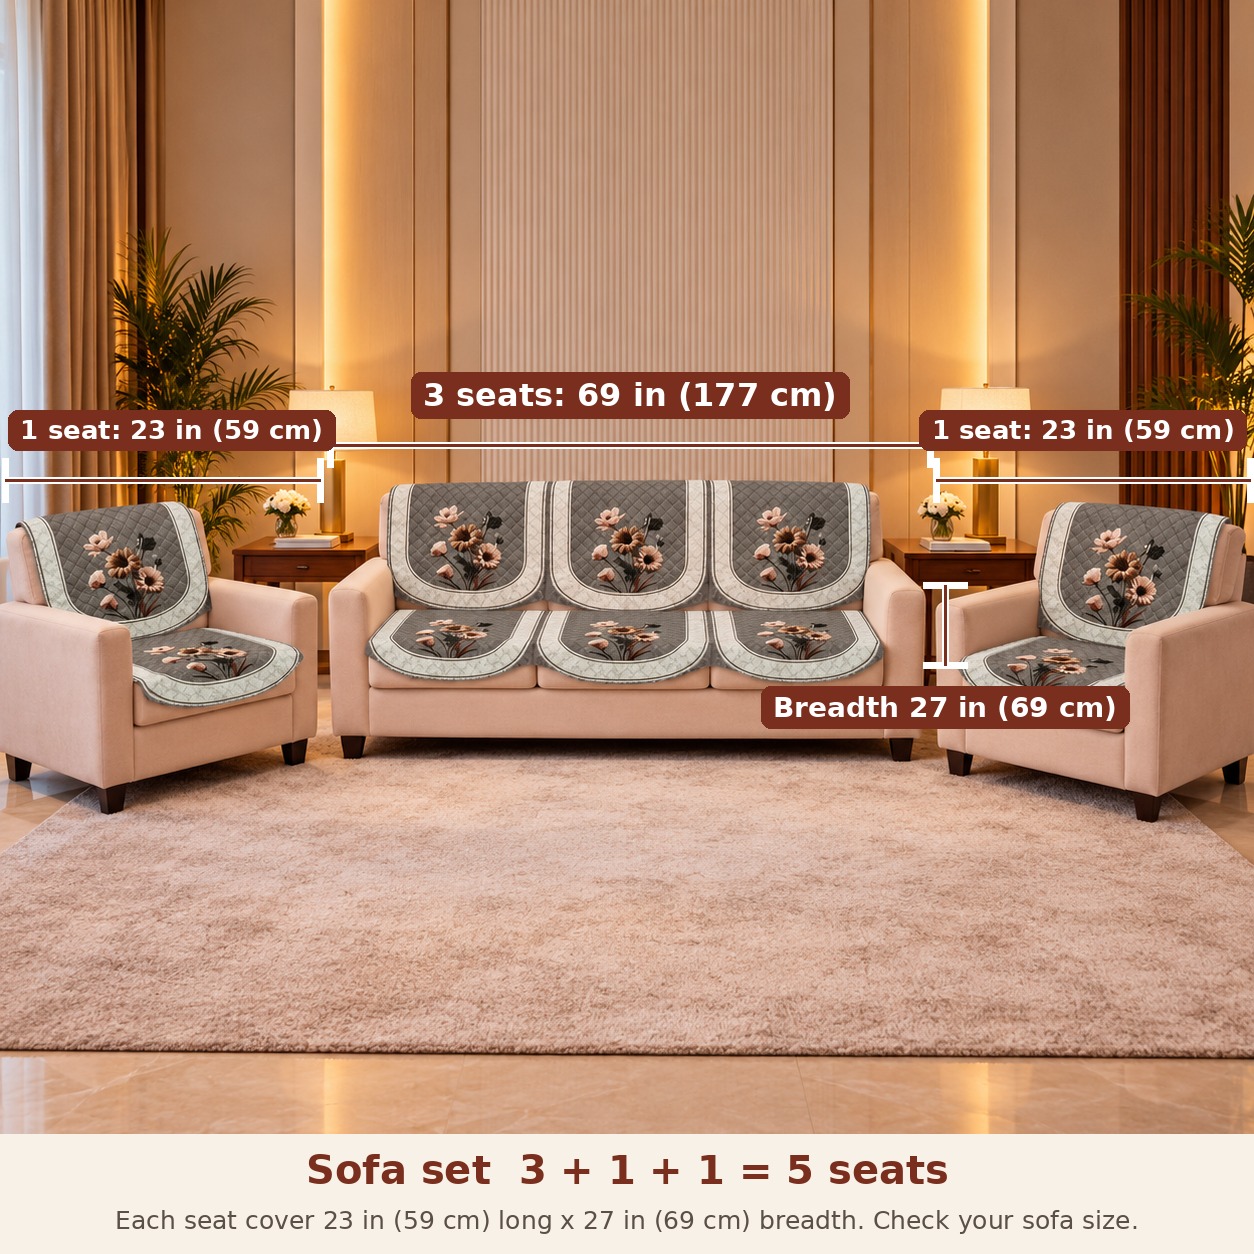 3 seats: 69 in (177 cm)
1 seat: 23 in (59 cm)
1 seat: 23 in (59 cm)
Breadth 27 in (69 cm)
Sofa set  3 + 1 + 1 = 5 seats
Each seat cover 23 in (59 cm) long x 27 in (69 cm) breadth. Check your sofa size.